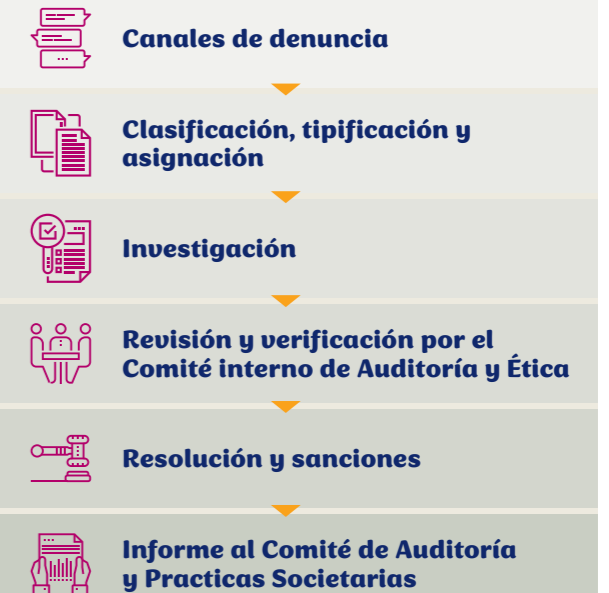 Canales de denuncia
Clasificación, tipificación y
asignación
Investigación
Revisión y verificación por el
Comité interno de Auditoría y Ética
Resolución y sanciones
Informe al Comité de Auditoría
y Practicas Societarias